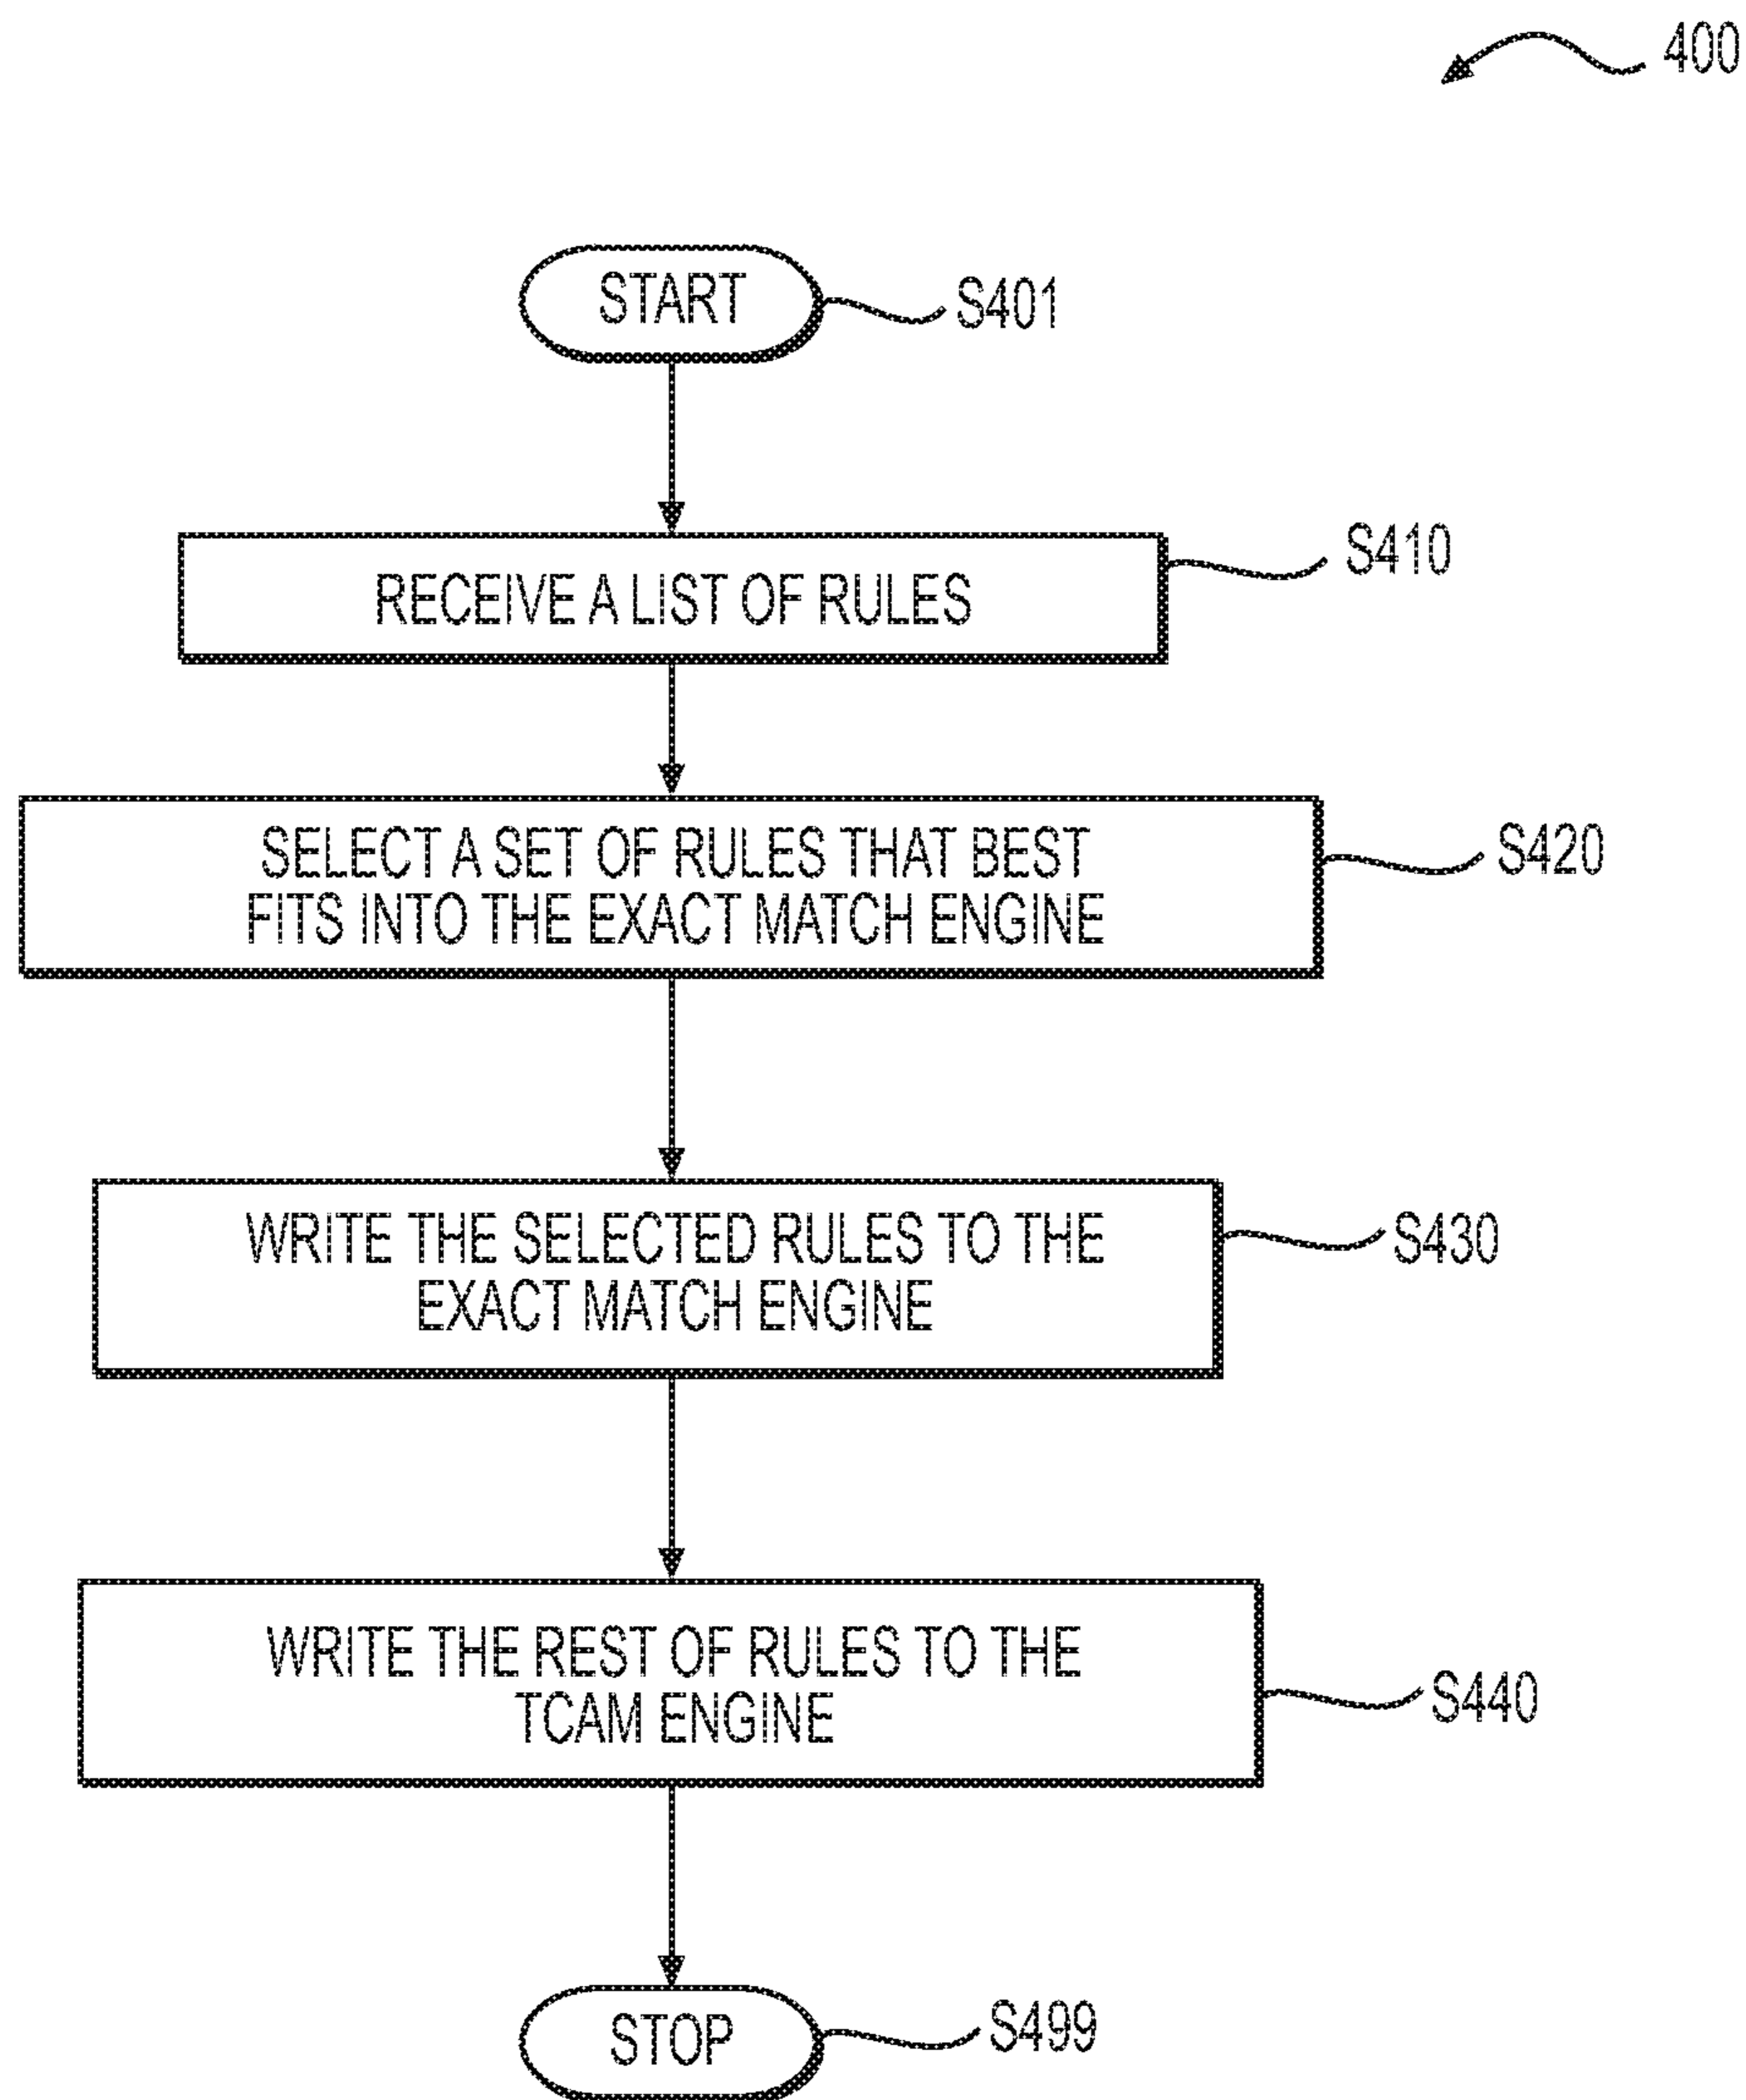 400
START
S401
RECEIVE A LIST OF RULES
S410
SELECT A SET OF RULES THAT BEST
FITS INTO THE EXACT MATCH ENGINE
S420
WRITE THE SELECTED RULES TO THE
EXACT MATCH ENGINE
S430
WRITE THE REST OF RULES TO THE
TCAM ENGINE
S440
STOP
S499